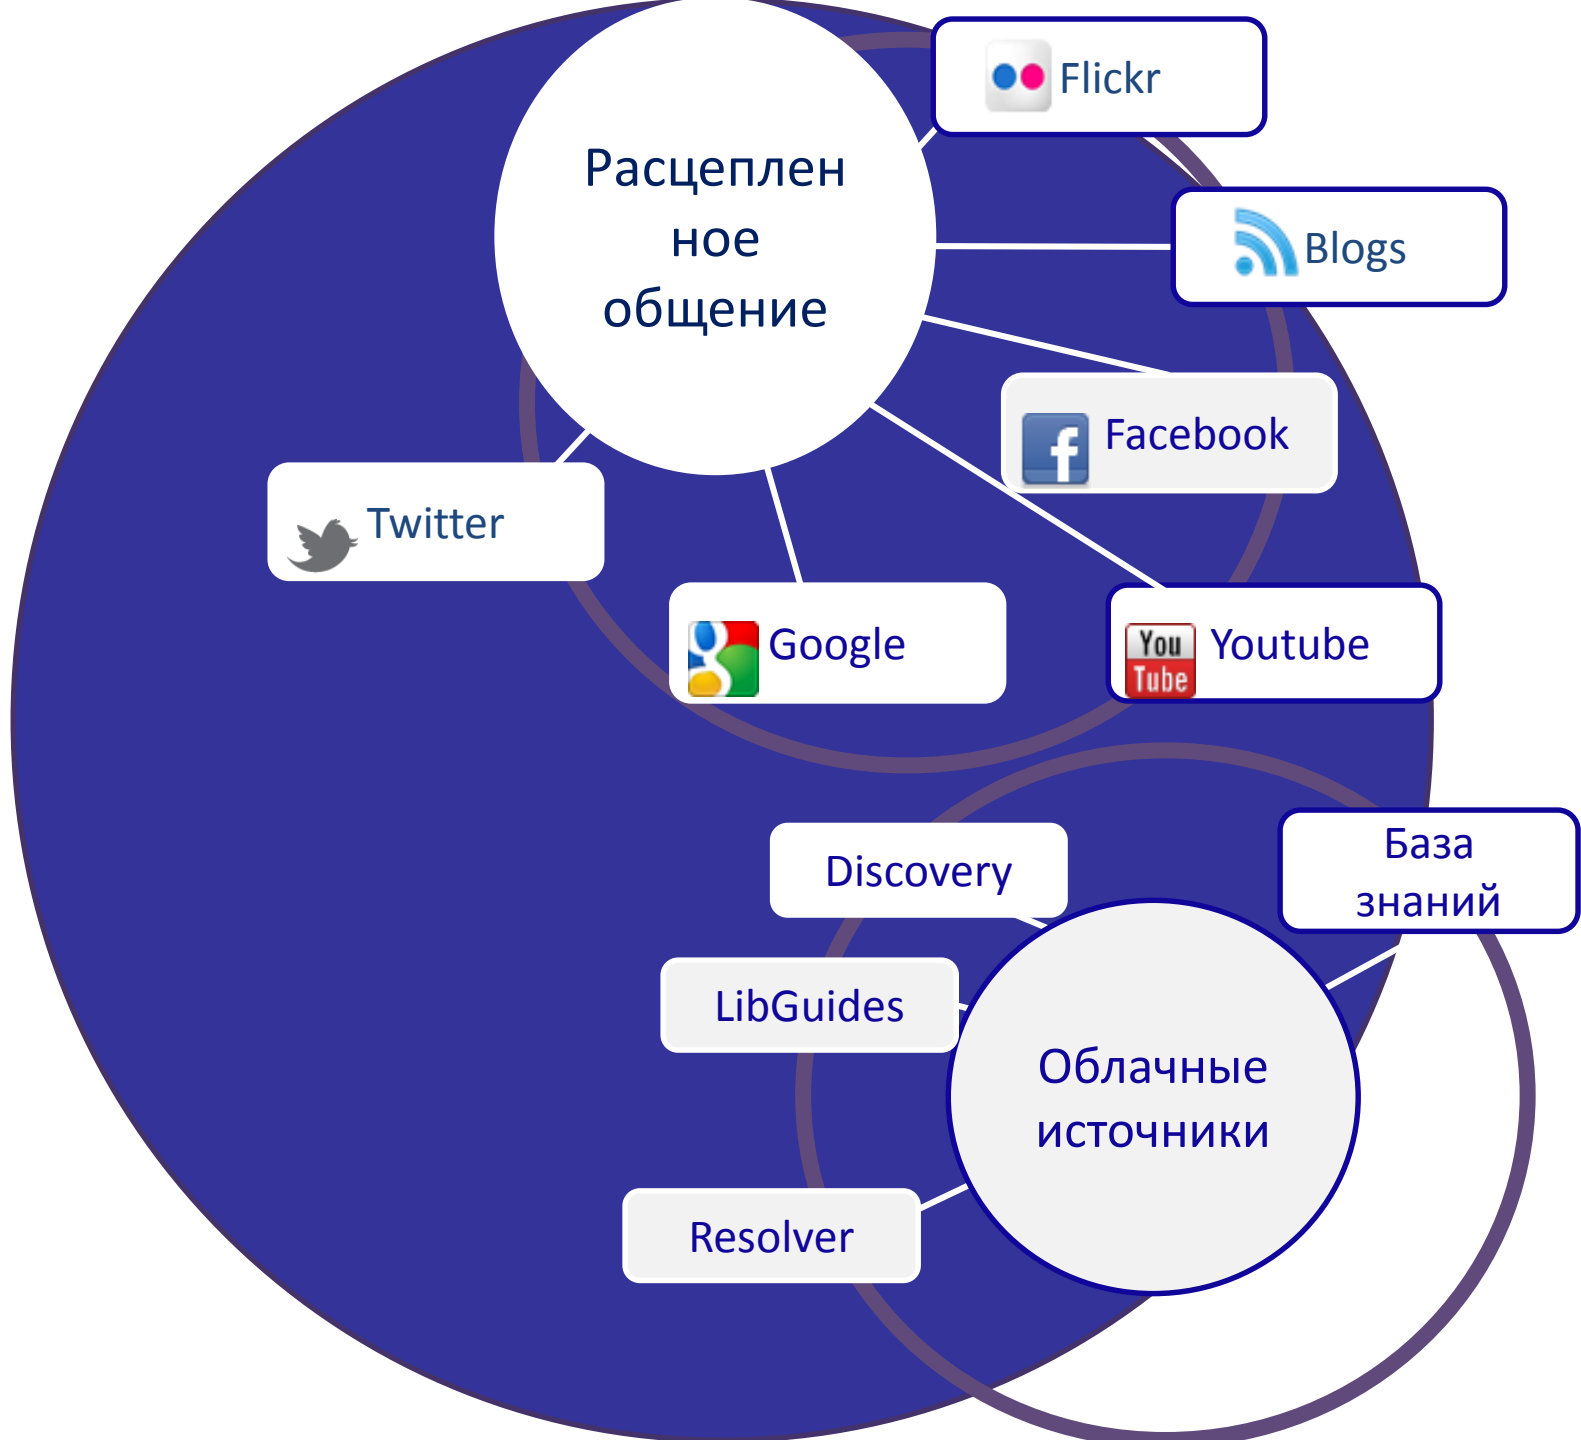 Flickr
Расцеплен
ное
общение
Blogs
Facebook
Twitter
Google
You
Tube
Youtube
База
знаний
Discovery
LibGuides
Облачные
источники
Resolver